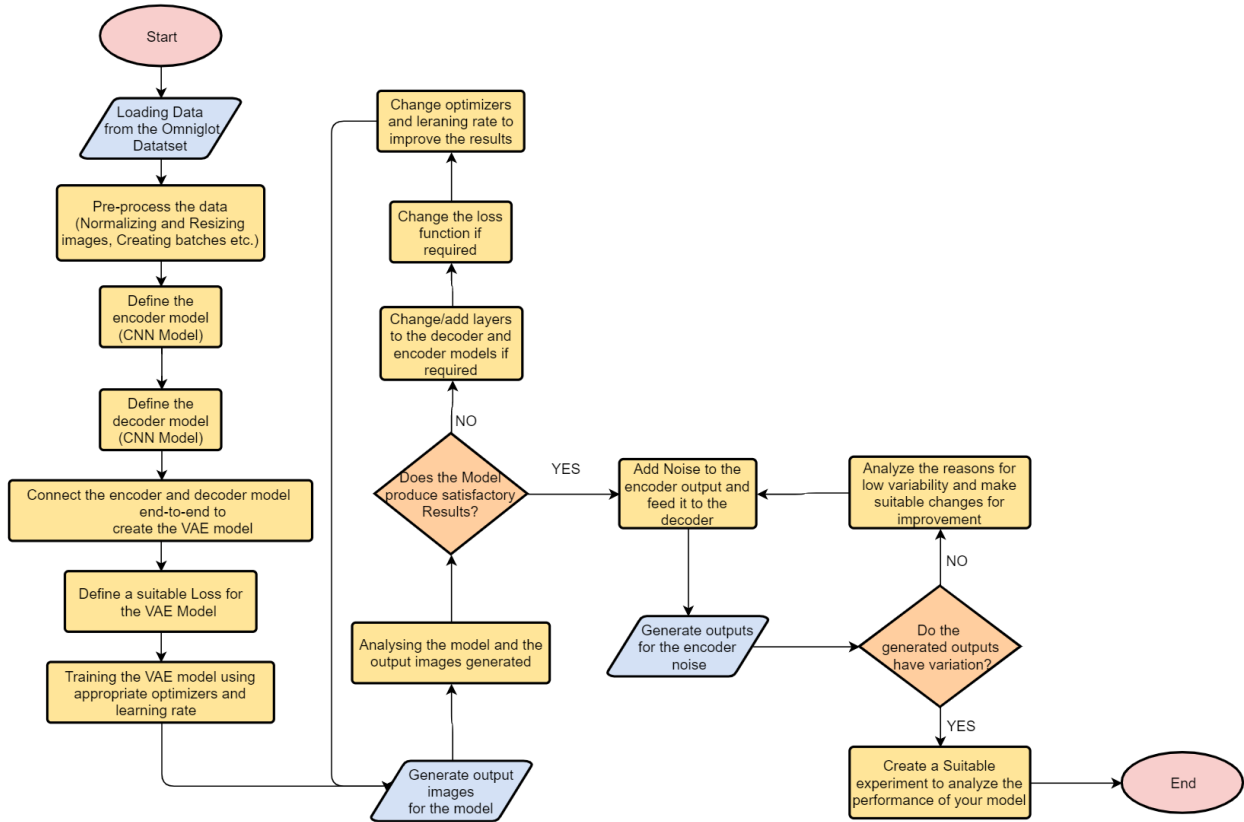 Start
Loading Data
from the Omniglot
Datatset
Pre-process the data
(Normalizing and Resizing
images, Creating batches etc.)
Define the
encoder model
(CNN Model)
Define the
decoder model
(CNN Model)
Connect the encoder and decoder model
end-to-end to
create the VAE model
Define a suitable Loss for
the VAE Model
Training the VAE model using
appropriate optimizers and
learning rate
Generate output
images
for the model
Analysing the model and the
output images generated
Does the Model
produce satisfactory
Results?
NO
Change/add layers
to the decoder and
encoder models if
required
Change the loss
function if
required
Change optimizers
and leraning rate to
improve the results
YES
Add Noise to the
encoder output and
feed it to the
decoder
Generate outputs
for the encoder
noise
Do the
generated outputs
have variation?
NO
Analyze the reasons for
low variability and make
suitable changes for
improvement
YES
Create a Suitable
experiment to analyze the
performance of your model
End